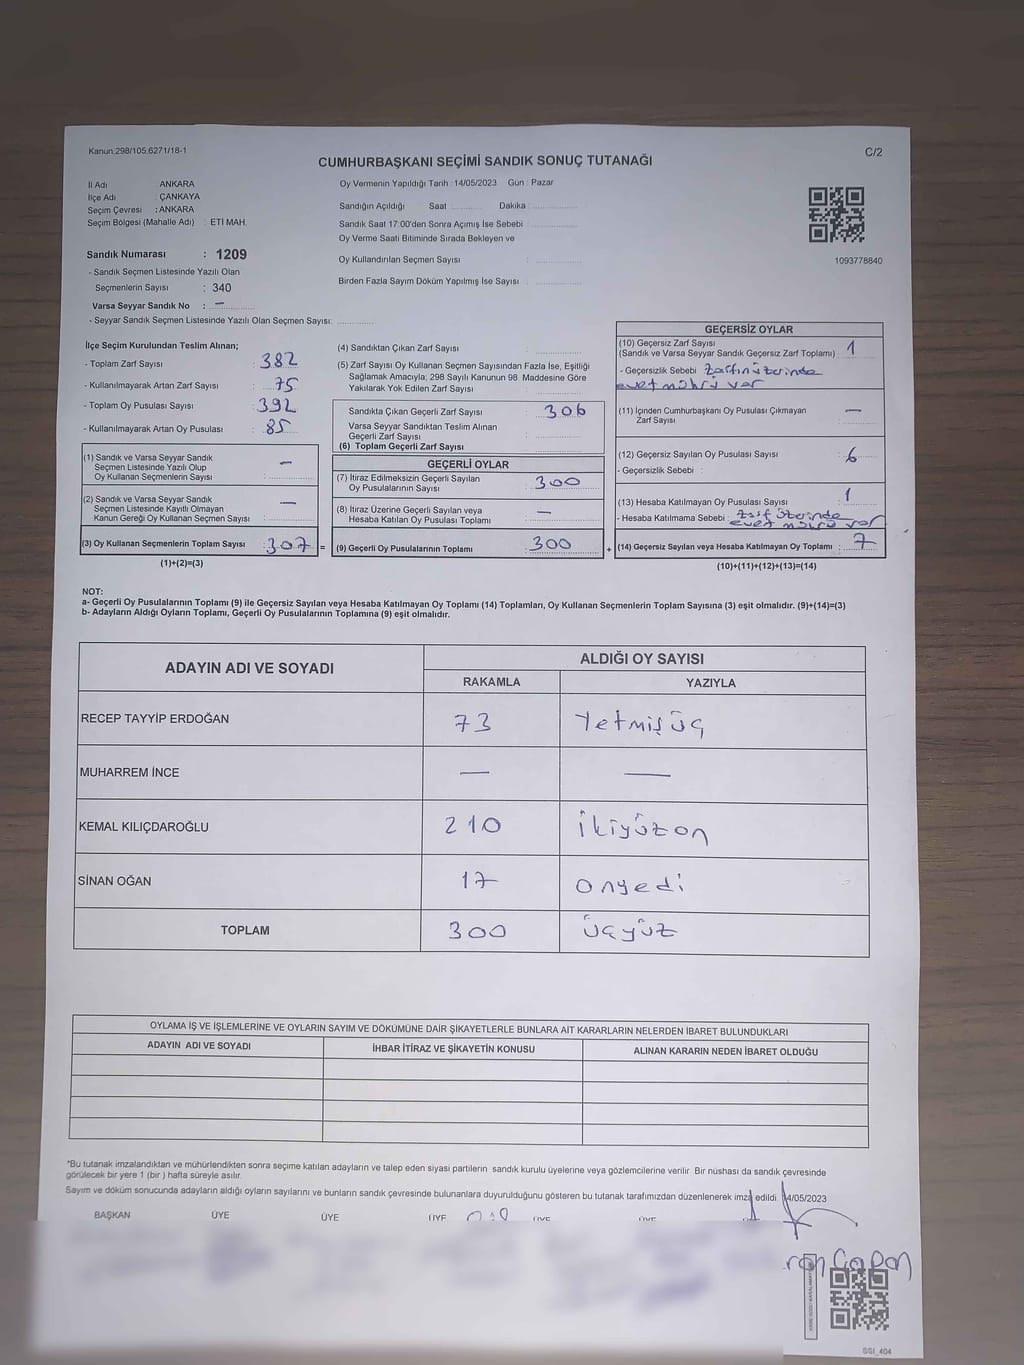 Kanun 298/105;6271/18-1
C/2
CUMHURBAŞKANI SEÇİMİ SANDIK SONUÇ TUTANAĞI
İl Adı ANKARA
İlçe Adı : ÇANKAYA
Seçim Çevresi : ANKARA
Seçim Bölgesi (Mahalle Adı) : ETİ MAH.
Sandık Numarası : 1209
- Sandık Seçmen Listesinde Yazılı Olan
Seçmenlerin Sayısı : 340
Varsa Seyyar Sandık No : —
- Seyyar Sandık Seçmen Listesinde Yazılı Olan Seçmen Sayısı:
Oy Vermenin Yapıldığı Tarih : 14/05/2023 Gün : Pazar
Sandığın Açıldığı Saat Dakika
Sandık Saat 17:00'den Sonra Açımış İse Sebebi
Oy Verme Saati Bitiminde Sırada Bekleyen ve
Oy Kullandırılan Seçmen Sayısı :
Birden Fazla Sayım Döküm Yapılmış İse Sayısı :
1093778840
İlçe Seçim Kurulundan Teslim Alınan;
- Toplam Zarf Sayısı : 382
- Kullanılmayarak Artan Zarf Sayısı : 75
- Toplam Oy Pusulası Sayısı : 392
- Kullanılmayarak Artan Oy Pusulası : 85
(1) Sandık ve Varsa Seyyar Sandık
Seçmen Listesinde Yazılı Olup
Oy Kullanan Seçmenlerin Sayısı : —
(2) Sandık ve Varsa Seyyar Sandık
Seçmen Listesinde Kayıtlı Olmayan
Kanun Gereği Oy Kullanan Seçmen Sayısı : —
(3) Oy Kullanan Seçmenlerin Toplam Sayısı : 307 =
(1)+(2)=(3)
(4) Sandıktan Çıkan Zarf Sayısı :
(5) Zarf Sayısı Oy Kullanan Seçmen Sayısından Fazla İse, Eşitliği
Sağlamak Amacıyla; 298 Sayılı Kanunun 98. Maddesine Göre
Yakılarak Yok Edilen Zarf Sayısı :
Sandıkta Çıkan Geçerli Zarf Sayısı : 306
Varsa Seyyar Sandıktan Teslim Alınan
Geçerli Zarf Sayısı
(6) Toplam Geçerli Zarf Sayısı
GEÇERLİ OYLAR
(7) İtiraz Edilmeksizin Geçerli Sayılan
Oy Pusulalarının Sayısı : 300
(8) İtiraz Üzerine Geçerli Sayılan veya
Hesaba Katılan Oy Pusulası Toplamı : —
(9) Geçerli Oy Pusulalarının Toplamı : 300 +
GEÇERSİZ OYLAR
(10) Geçersiz Zarf Sayısı
(Sandık ve Varsa Seyyar Sandık Geçersiz Zarf Toplamı) : 1
- Geçersizlik Sebebi : Zarfın üzerinde
evet mührü var
(11) İçinden Cumhurbaşkanı Oy Pusulası Çıkmayan
Zarf Sayısı : —
(12) Geçersiz Sayılan Oy Pusulası Sayısı : 6
- Geçersizlik Sebebi :
(13) Hesaba Katılmayan Oy Pusulası Sayısı : 1
- Hesaba Katılmama Sebebi : Zarf üzerinde
evet mührü var
(14) Geçersiz Sayılan veya Hesaba Katılmayan Oy Toplamı : 7
(10)+(11)+(12)+(13)=(14)
NOT:
a- Geçerli Oy Pusulalarının Toplamı (9) ile Geçersiz Sayılan veya Hesaba Katılmayan Oy Toplamı (14) Toplamları, Oy Kullanan Seçmenlerin Toplam Sayısına (3) eşit olmalıdır. (9)+(14)=(3)
b- Adayların Aldığı Oyların Toplamı, Geçerli Oy Pusulalarının Toplamına (9) eşit olmalıdır.
ADAYIN ADI VE SOYADI ALDIĞI OY SAYISI
RAKAMLA YAZIYLA
RECEP TAYYİP ERDOĞAN 73 Yetmişüç
MUHARREM İNCE — —
KEMAL KILIÇDAROĞLU 210 ikiyüzon
SİNAN OĞAN 17 onyedi
TOPLAM 300 üçyüz
OYLAMA İŞ VE İŞLEMLERİNE VE OYLARIN SAYIM VE DÖKÜMÜNE DAİR ŞİKAYETLERLE BUNLARA AİT KARARLARIN NELERDEN İBARET BULUNDUKLARI
ADAYIN ADI VE SOYADI İHBAR İTİRAZ VE ŞİKAYETİN KONUSU ALINAN KARARIN NEDEN İBARET OLDUĞU
*Bu tutanak imzalandıktan ve mühürlendikten sonra seçime katılan adayların ve talep eden siyasi partilerin sandık kurulu üyelerine veya gözlemcilerine verilir. Bir nüshası da sandık çevresinde
görülecek bir yere 1 (bir ) hafta süreyle asılır.
Sayım ve döküm sonucunda adayların aldığı oyların sayılarını ve bunların sandık çevresinde bulunanlara duyurulduğunu gösteren bu tutanak tarafımızdan düzenlenerek imza edildi. 14/05/2023
BAŞKAN ÜYE ÜYE ÜYE ÜYE ÜYE
SSI_404